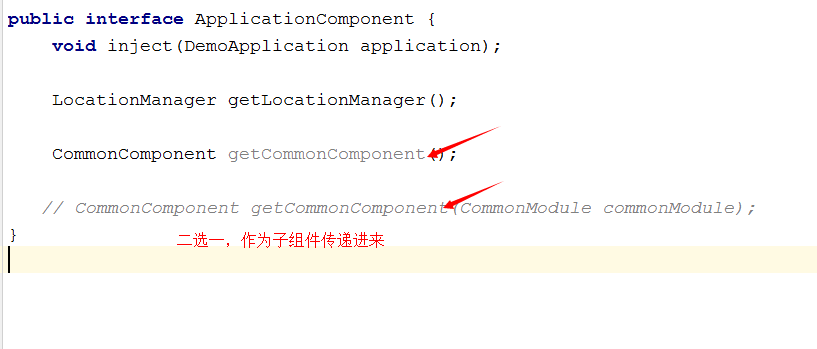 public interface ApplicationComponent {
void inject(DemoApplication application);
LocationManager getLocationManager();
CommonComponent getCommonComponent();
// CommonComponent getCommonComponent(CommonModule commonModule);
}
二选一，作为子组件传递进来